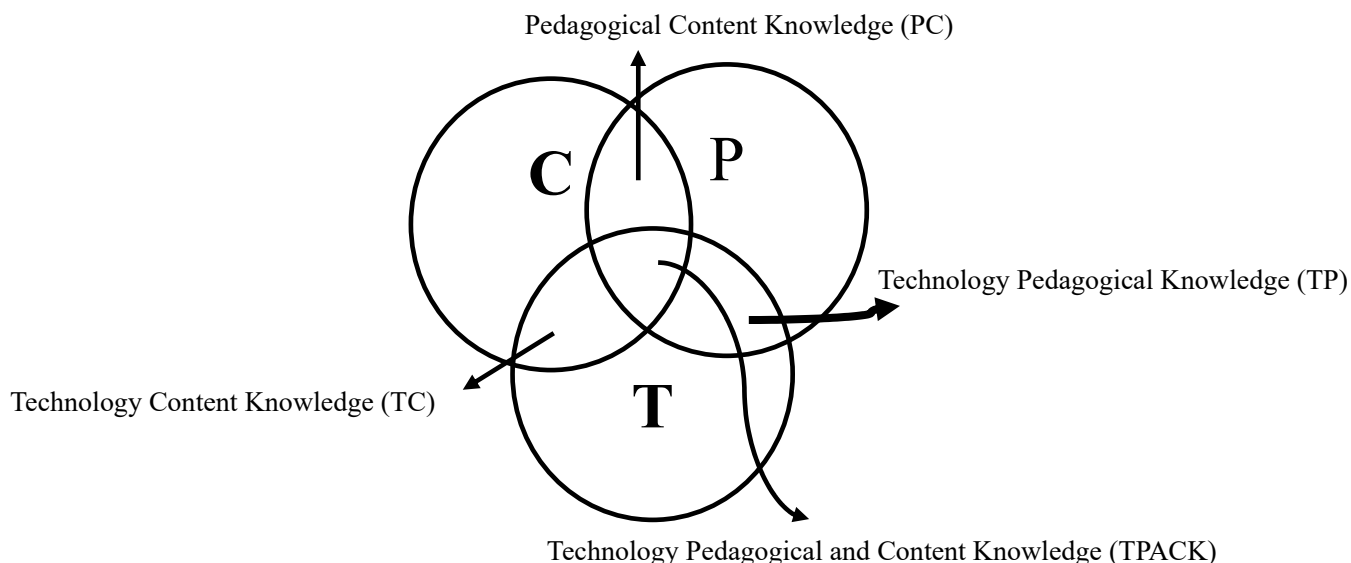 Pedagogical Content Knowledge (PC)
C
P
Technology Pedagogical Knowledge (TP)
Technology Content Knowledge (TC)
T
Technology Pedagogical and Content Knowledge (TPACK)